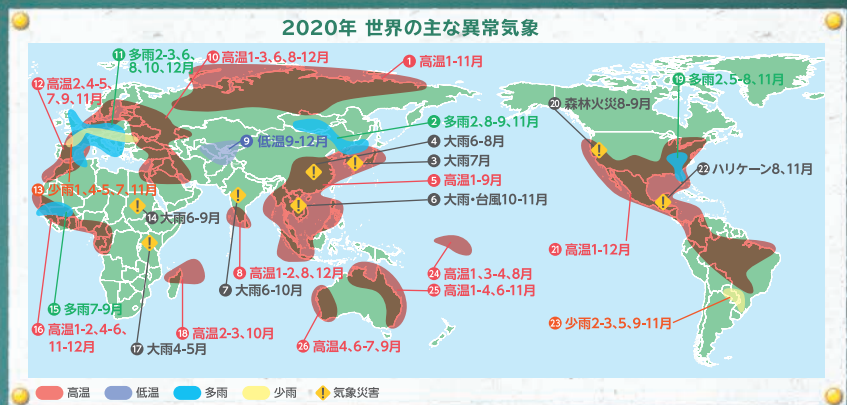 2020年 世界の主な異常気象
⑪ 多雨2-3、6、
8、10、12月
⑩ 高温1-3、6、8-12月
① 高温1-11月
⑫ 高温2、4-5、
7、9、11月
⑲ 多雨2、5-8、11月
⑳ 森林火災8-9月
② 多雨2、8-9、11月
⑨ 低温9-12月
④ 大雨6-8月
③ 大雨7月
㉒ ハリケーン8、11月
⑤ 高温1-9月
⑬ 少雨1、4-5、7、11月
⑥ 大雨・台風10-11月
⑭ 大雨6-9月
㉑ 高温1-12月
⑧ 高温1-2、8、12月
㉔ 高温1、3-4、8月
⑦ 大雨6-10月
㉕ 高温1-4、6-11月
⑮ 多雨7-9月
⑯ 高温1-2、4-6、
11-12月
⑱ 高温2-3、10月
㉓ 少雨2-3、5、9-11月
⑰ 大雨4-5月
㉖ 高温4、6-7、9月
高温 低温 多雨 少雨 気象災害